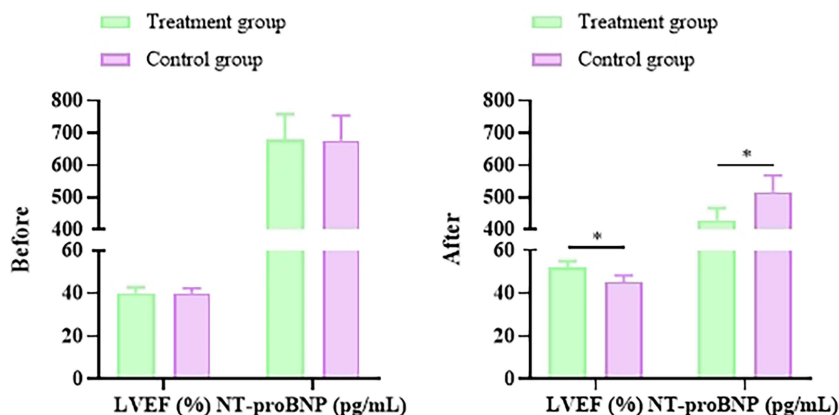 Treatment group
Control group
800
700
600
500
400
60
40
20
0
Before
LVEF (%) NT-proBNP (pg/mL)
Treatment group
Control group
800
700
600
500
400
60
40
20
0
After
*
*
LVEF (%) NT-proBNP (pg/mL)